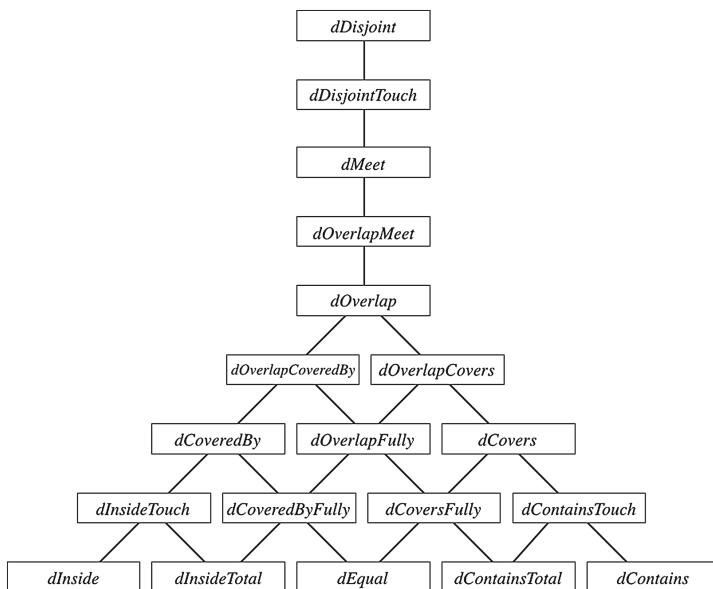 dDisjoint
dDisjointTouch
dMeet
dOverlapMeet
dOverlap
dOverlapCoveredBy dOverlapCovers
dCoveredBy dOverlapFully dCovers
dInsideTouch dCoveredByFully dCoversFully dContainsTouch
dInside dInsideTotal dEqual dContainsTotal dContains